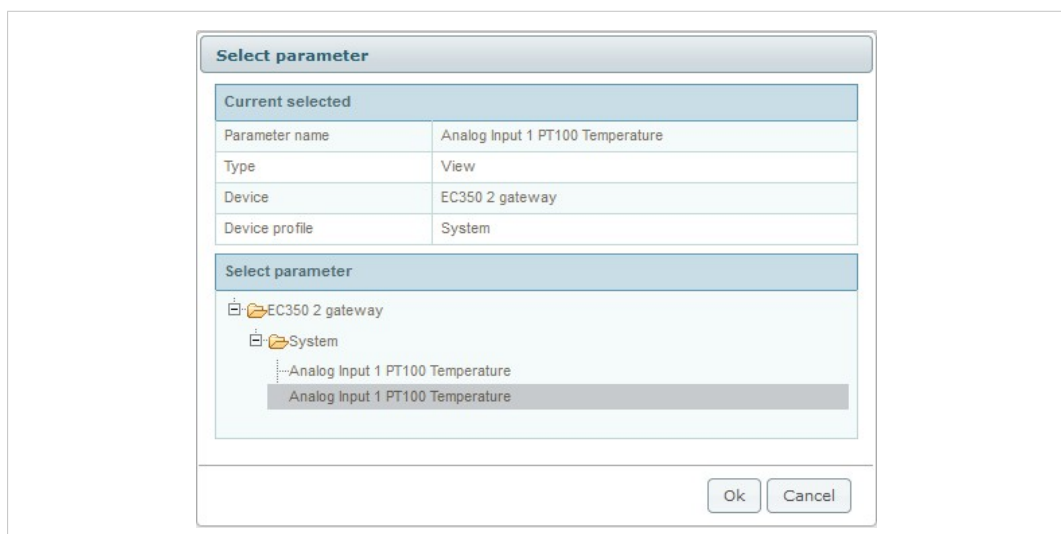 Select parameter
Current selected
Parameter name Analog Input 1 PT100 Temperature
Type View
Device EC350 2 gateway
Device profile System
Select parameter
EC350 2 gateway
System
Analog Input 1 PT100 Temperature
Analog Input 1 PT100 Temperature
Ok Cancel